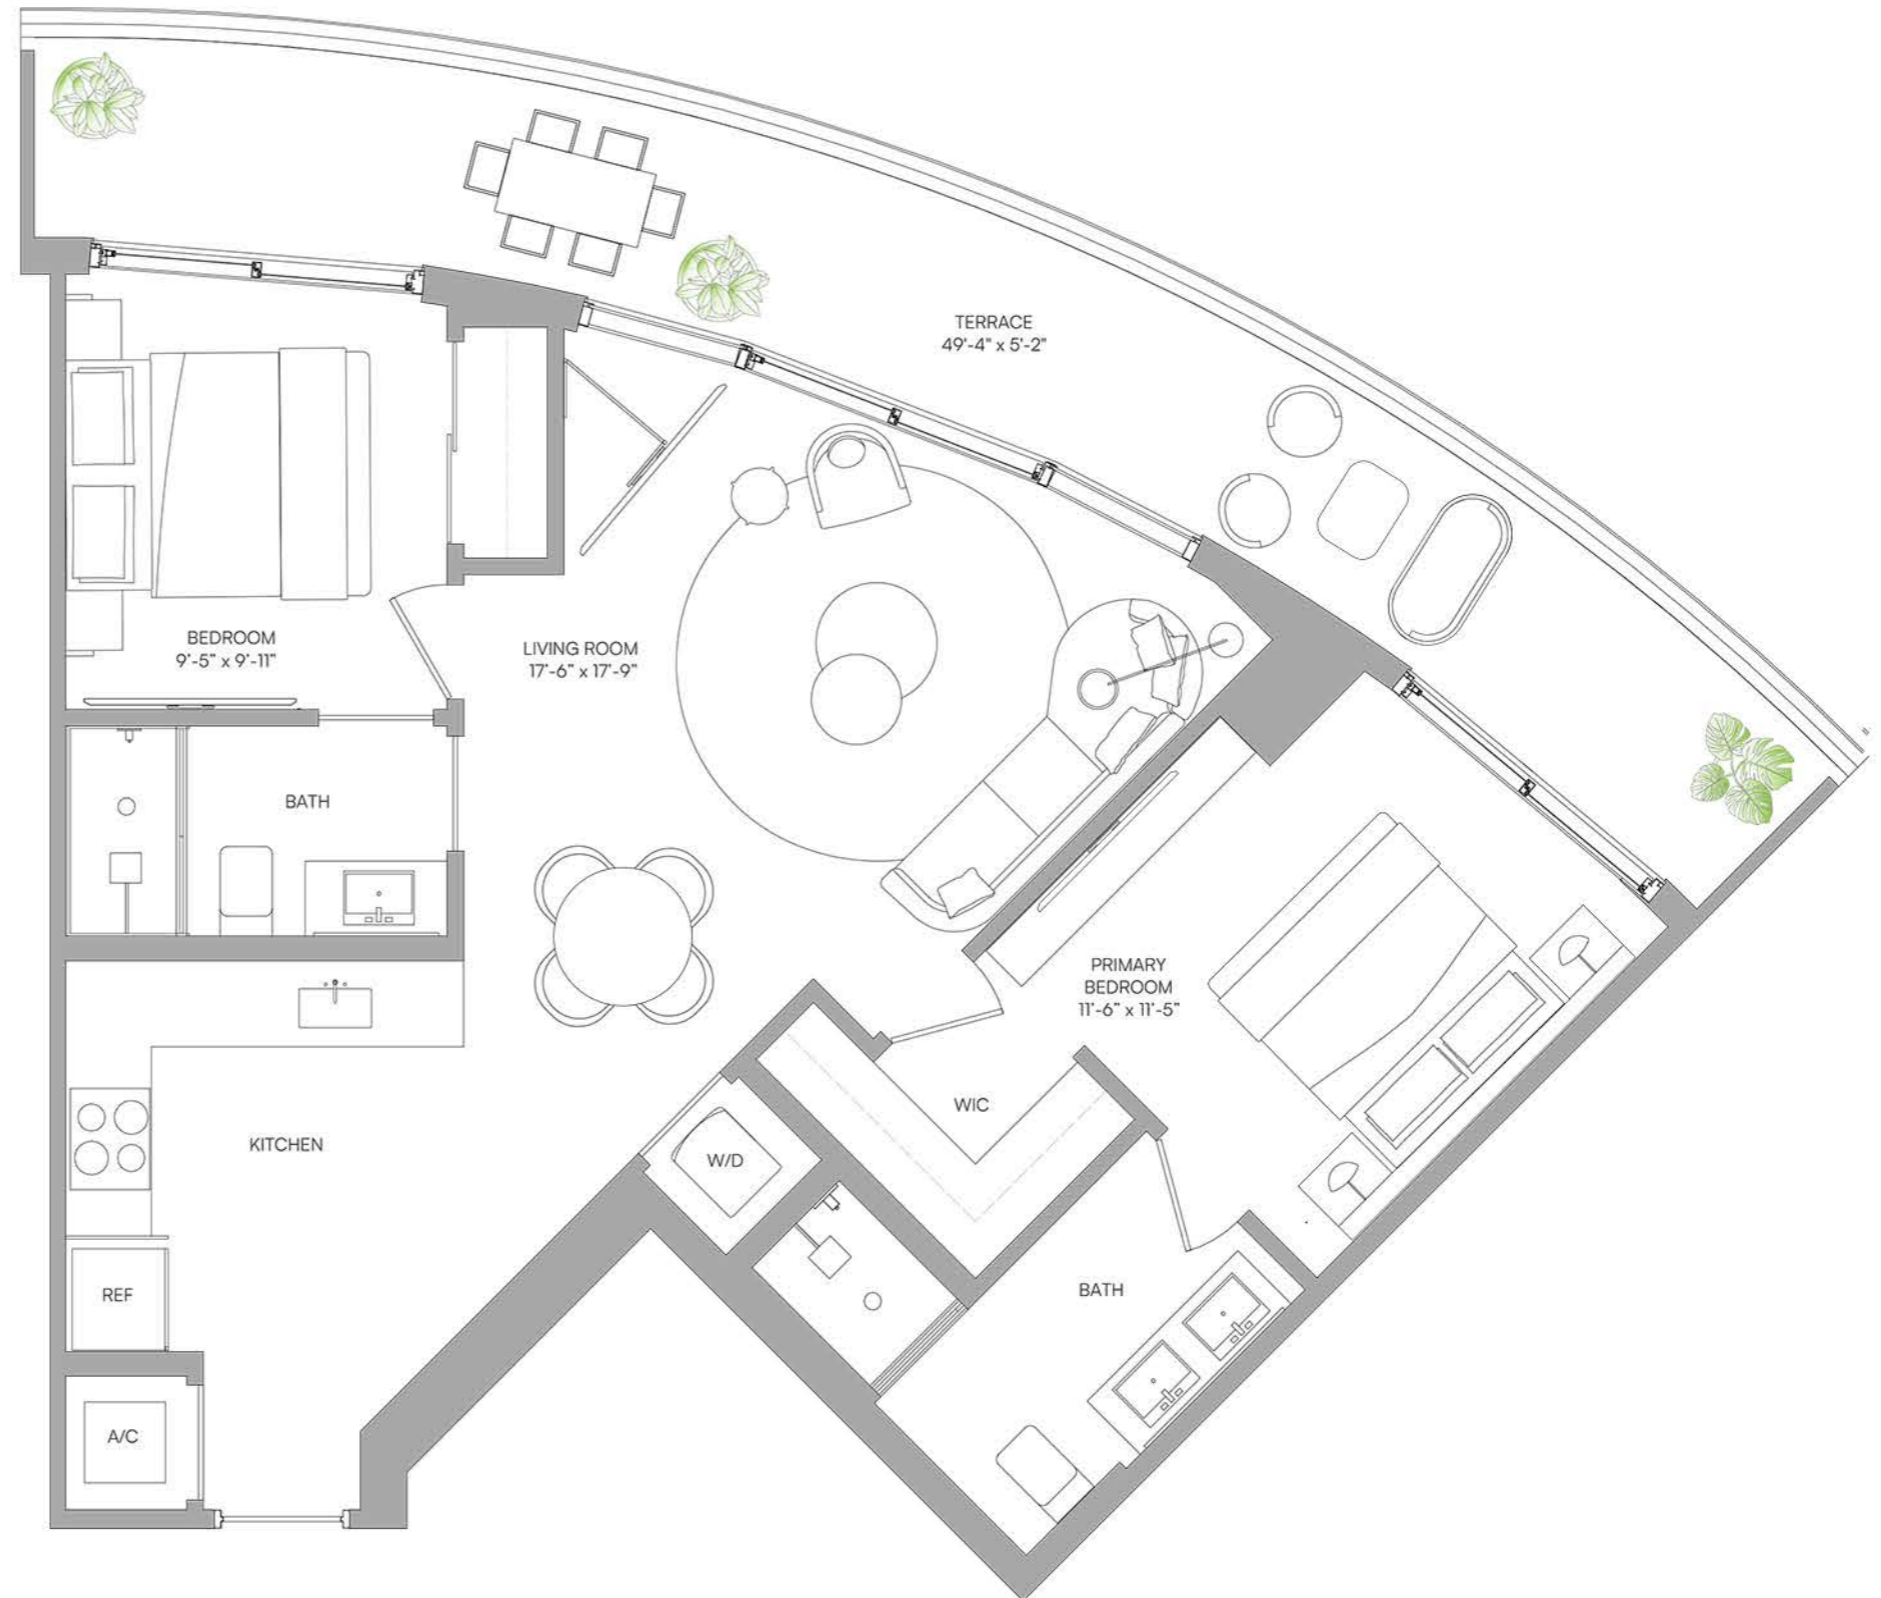 TERRACE
49'-4" x 5'-2"
BEDROOM
9'-5" x 9'-11"
LIVING ROOM
17'-6" x 17'-9"
BATH
PRIMARY
BEDROOM
11'-6" x 11'-5"
WIC
KITCHEN
W/D
REF
BATH
A/C